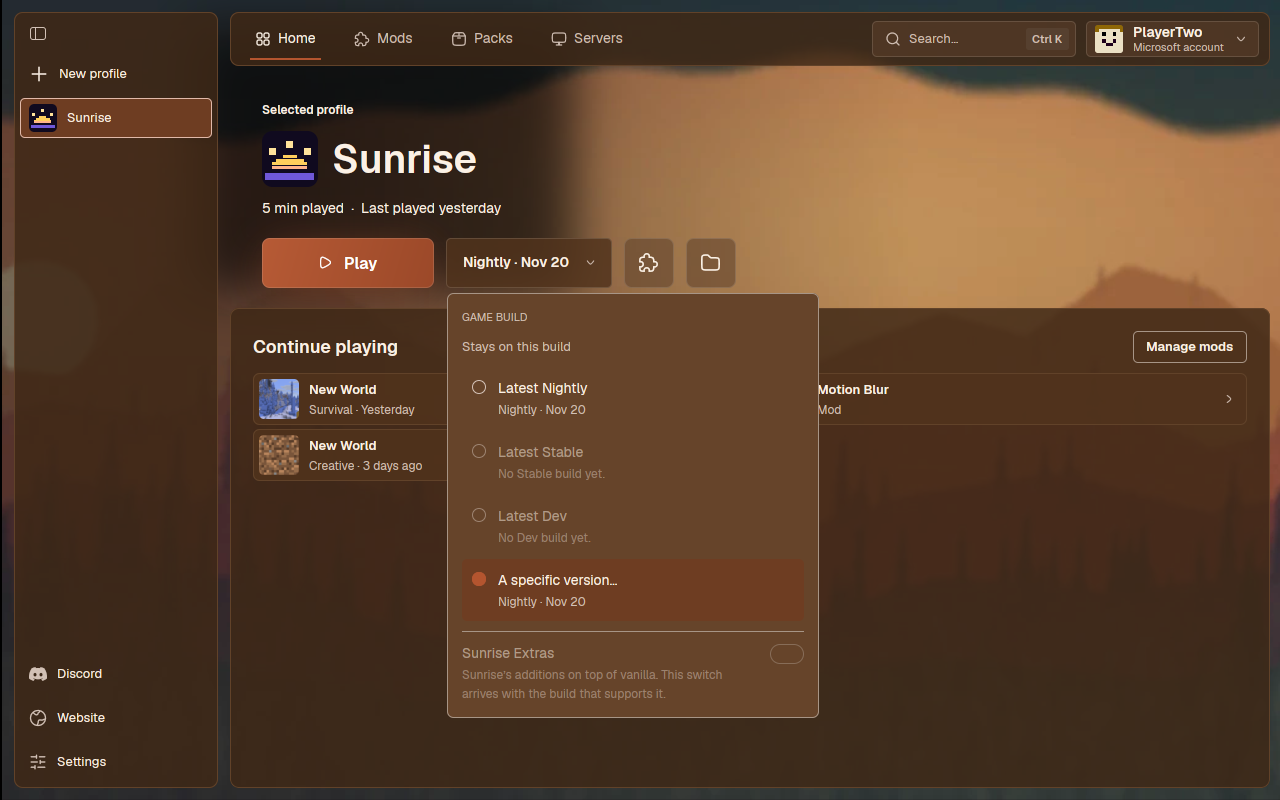 New profile
Sunrise
Discord
Website
Settings
Home
Mods
Packs
Servers
Search...
Ctrl K
PlayerTwo
Microsoft account
Selected profile
Sunrise
5 min played · Last played yesterday
Play
Nightly · Nov 20
Continue playing
New World
Survival · Yesterday
New World
Creative · 3 days ago
Manage mods
Motion Blur
Mod
GAME BUILD
Stays on this build
Latest Nightly
Nightly · Nov 20
Latest Stable
No Stable build yet.
Latest Dev
No Dev build yet.
A specific version...
Nightly · Nov 20
Sunrise Extras
Sunrise's additions on top of vanilla. This switch
arrives with the build that supports it.